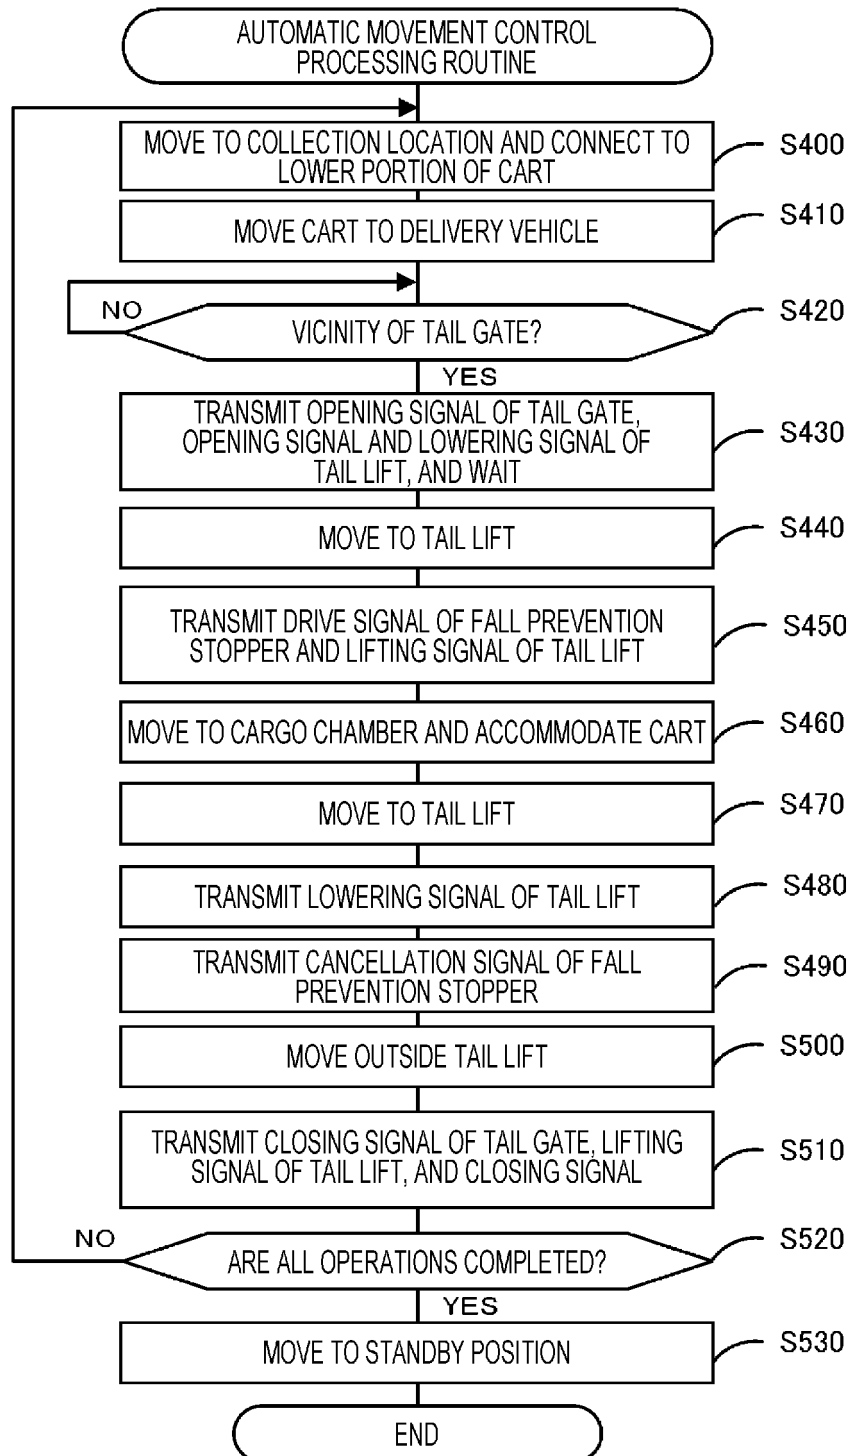 AUTOMATIC MOVEMENT CONTROL
PROCESSING ROUTINE
MOVE TO COLLECTION LOCATION AND CONNECT TO
LOWER PORTION OF CART
S400
MOVE CART TO DELIVERY VEHICLE
S410
NO
VICINITY OF TAIL GATE?
S420
YES
TRANSMIT OPENING SIGNAL OF TAIL GATE,
OPENING SIGNAL AND LOWERING SIGNAL OF
TAIL LIFT, AND WAIT
S430
MOVE TO TAIL LIFT
S440
TRANSMIT DRIVE SIGNAL OF FALL PREVENTION
STOPPER AND LIFTING SIGNAL OF TAIL LIFT
S450
MOVE TO CARGO CHAMBER AND ACCOMMODATE CART
S460
MOVE TO TAIL LIFT
S470
TRANSMIT LOWERING SIGNAL OF TAIL LIFT
S480
TRANSMIT CANCELLATION SIGNAL OF FALL
PREVENTION STOPPER
S490
MOVE OUTSIDE TAIL LIFT
S500
TRANSMIT CLOSING SIGNAL OF TAIL GATE, LIFTING
SIGNAL OF TAIL LIFT, AND CLOSING SIGNAL
S510
NO
ARE ALL OPERATIONS COMPLETED?
S520
YES
MOVE TO STANDBY POSITION
S530
END